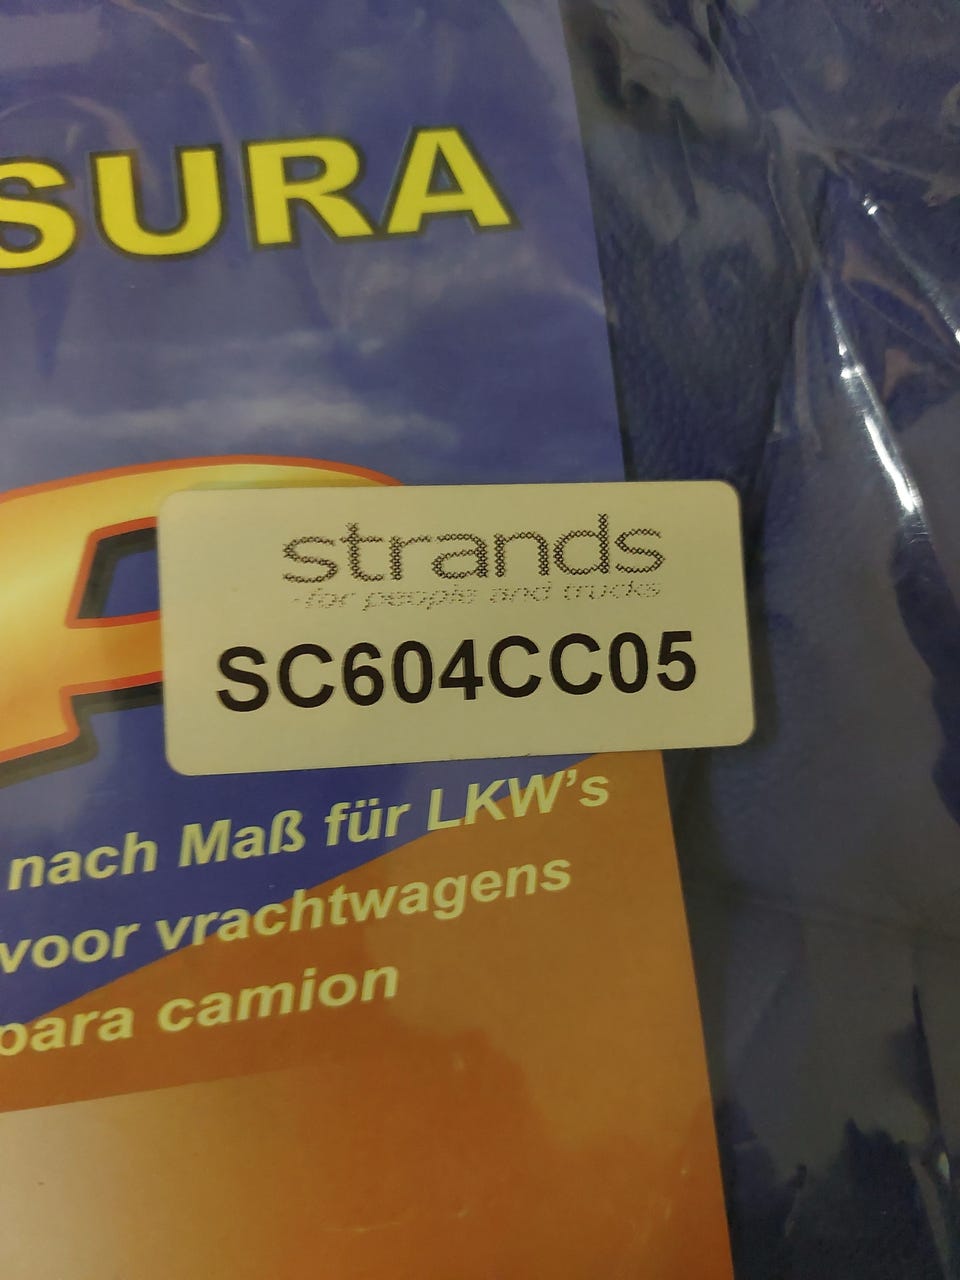 SURA
strands
-for people and trucks
SC604CC05
nach Maß für LKW's
voor vrachtwagens
para camion